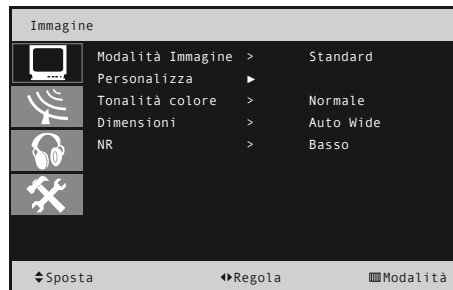 Immagine
Modalità Immagine > Standard
Personalizza ►
Tonalità colore > Normale
Dimensioni > Auto Wide
NR > Basso
Sposta Regola Modalità